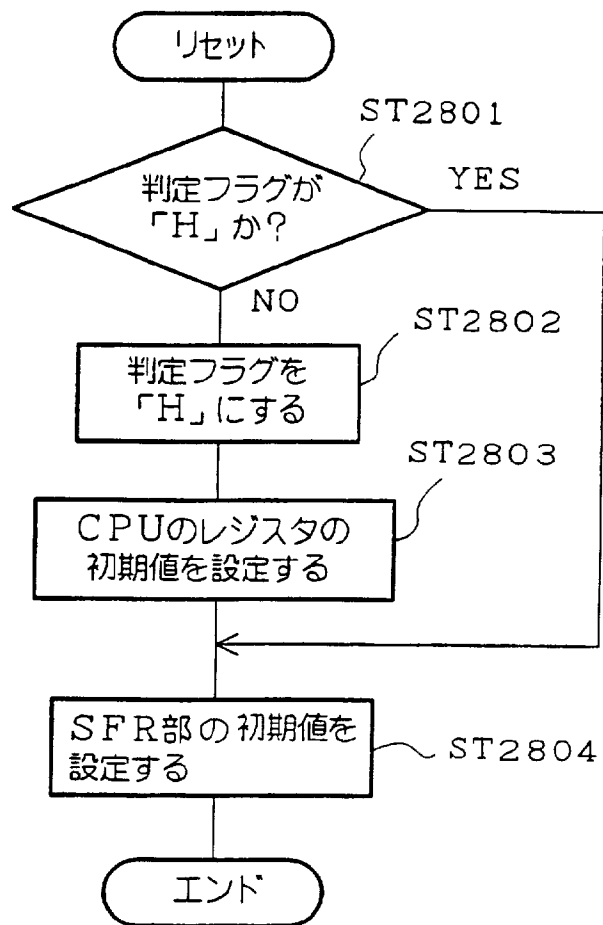 リセット
ST2801
判定フラグが
「H」か?
YES
NO
ST2802
判定フラグを
「H」にする
ST2803
CPUのレジスタの
初期値を設定する
SFR部の初期値を
設定する
ST2804
エンド